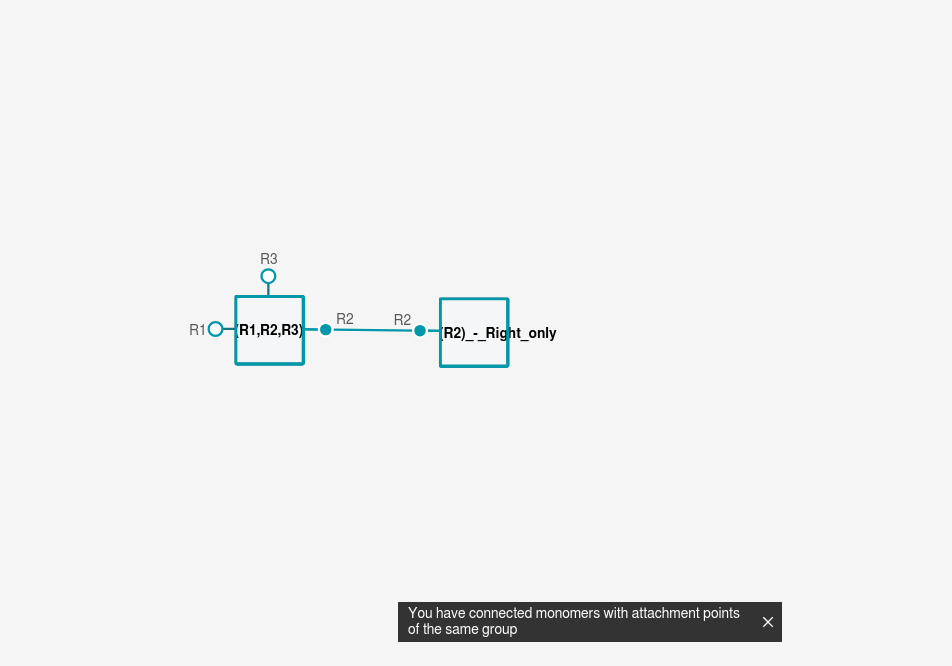 R3
R1
(R1,R2,R3)
R2
R2
(R2)_-_Right_only
You have connected monomers with attachment points
of the same group